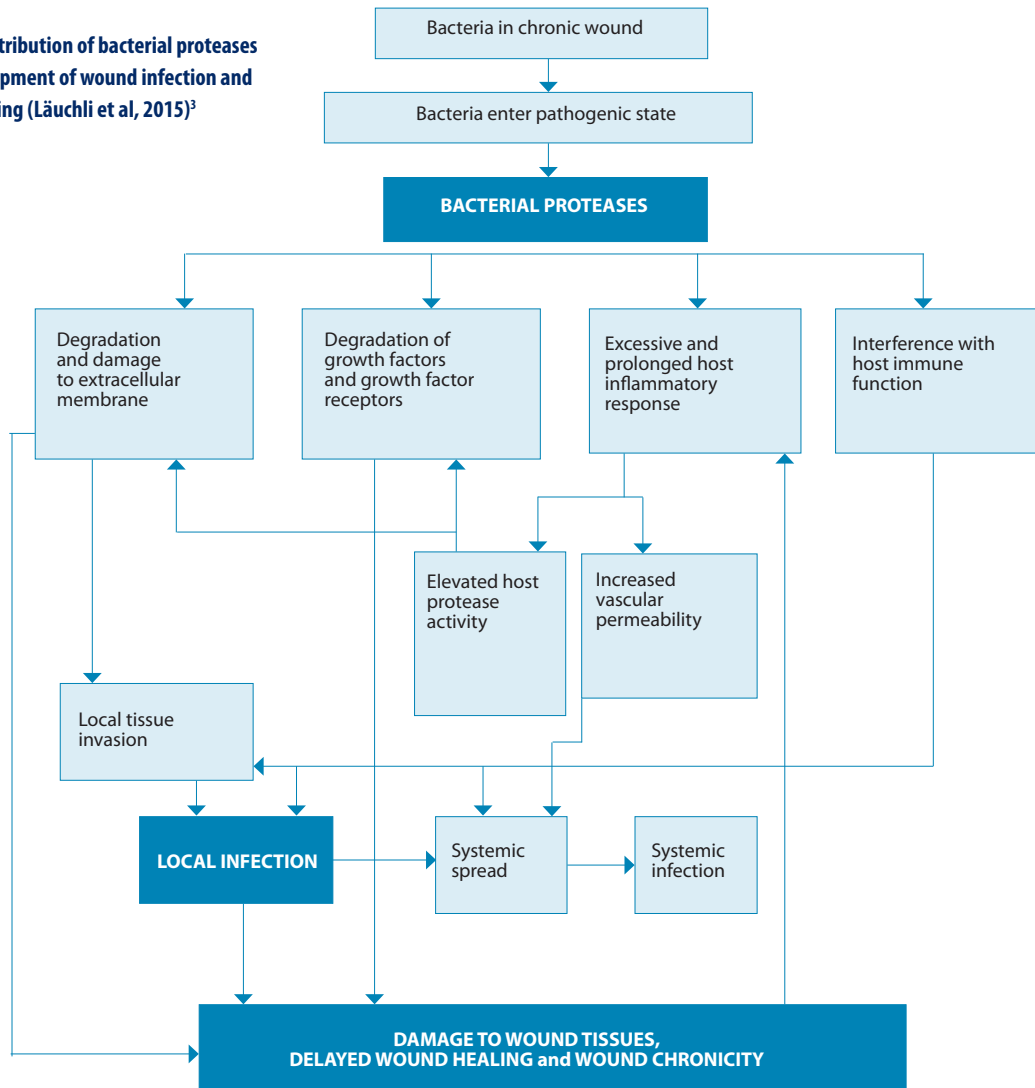 tribution of bacterial proteases
pment of wound infection and
ing (Läuchli et al, 2015)³
Bacteria in chronic wound
Bacteria enter pathogenic state
BACTERIAL PROTEASES
Degradation
and damage
to extracellular
membrane
Degradation of
growth factors
and growth factor
receptors
Excessive and
prolonged host
inflammatory
response
Interference with
host immune
function
Elevated host
protease
activity
Increased
vascular
permeability
Local tissue
invasion
LOCAL INFECTION
Systemic
spread
Systemic
infection
DAMAGE TO WOUND TISSUES,
DELAYED WOUND HEALING and WOUND CHRONICITY